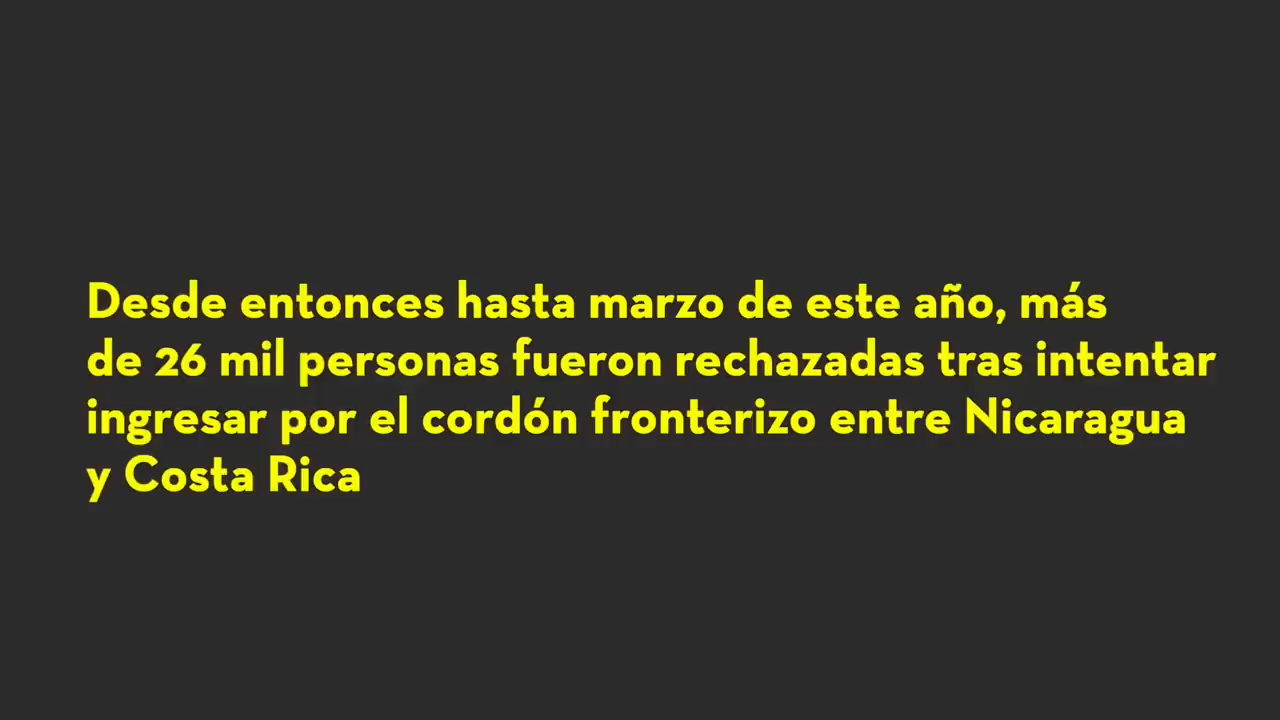 Desde entonces hasta marzo de este año, más
de 26 mil personas fueron rechazadas tras intentar
ingresar por el cordón fronterizo entre Nicaragua
y Costa Rica